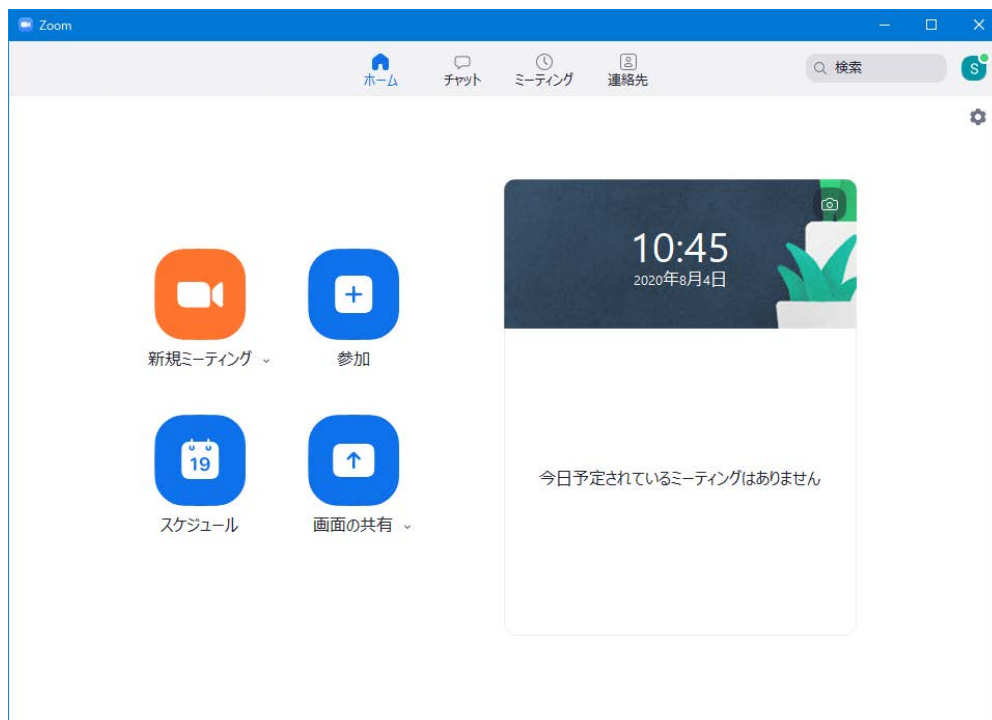 Zoom
ホーム
チャット
ミーティング
連絡先
検索
S
10:45
2020年8月4日
新規ミーティング
参加
19
スケジュール
画面の共有
今日予定されているミーティングはありません